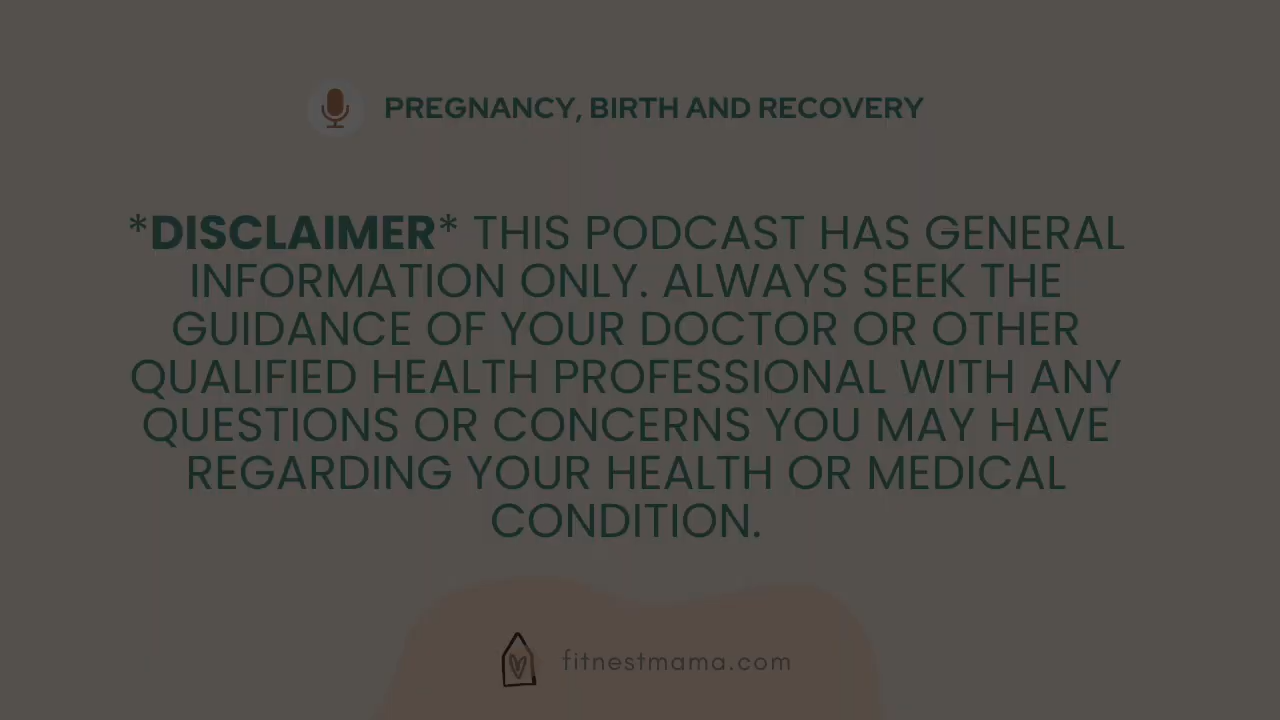 PREGNANCY, BIRTH AND RECOVERY
*DISCLAIMER* THIS PODCAST HAS GENERAL
INFORMATION ONLY. ALWAYS SEEK THE
GUIDANCE OF YOUR DOCTOR OR OTHER
QUALIFIED HEALTH PROFESSIONAL WITH ANY
QUESTIONS OR CONCERNS YOU MAY HAVE
REGARDING YOUR HEALTH OR MEDICAL
CONDITION.
fitnestmama.com